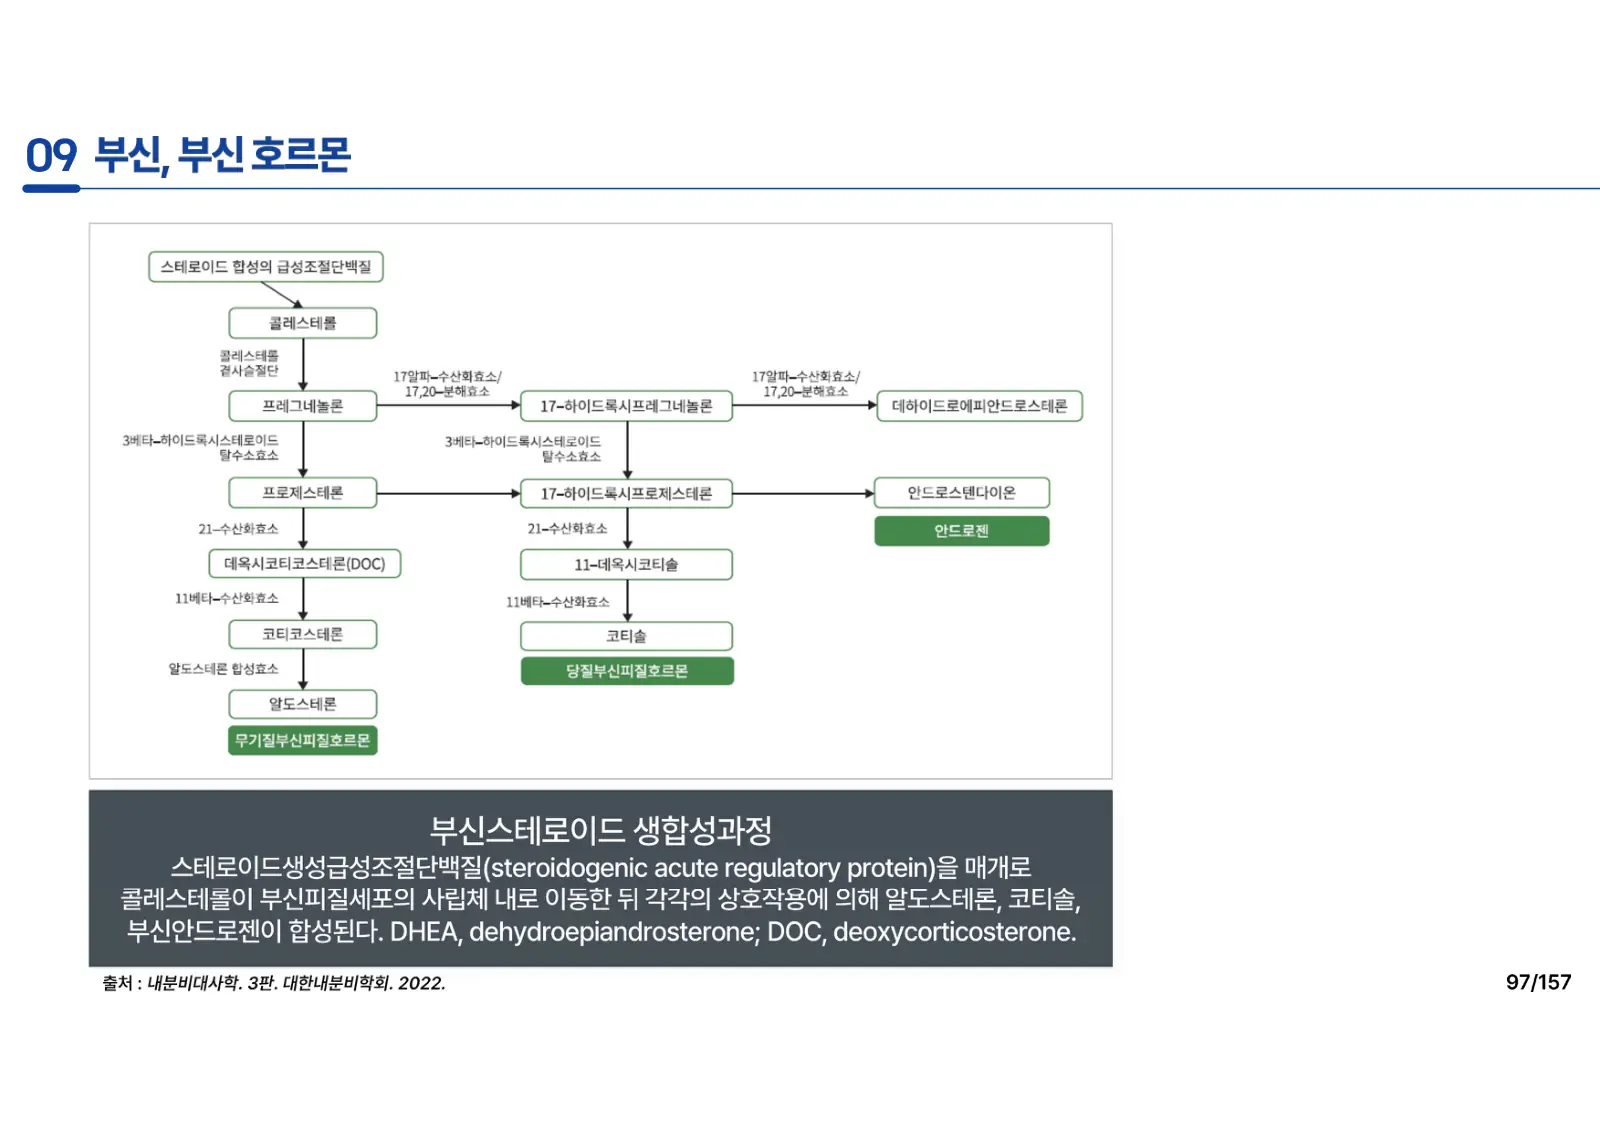 09 부신, 부신 호르몬
스테로이드 합성의 급성조절단백질
콜레스테롤
콜레스테롤
곁사슬절단
17알파–수산화효소/
17,20–분해효소
17알파–수산화효소/
17,20–분해효소
프레그네놀론
17–하이드록시프레그네놀론
데하이드로에피안드로스테론
3베타–하이드록시스테로이드
탈수소효소
3베타–하이드록시스테로이드
탈수소효소
프로제스테론
17–하이드록시프로제스테론
안드로스텐다이온
안드로젠
21–수산화효소
21–수산화효소
데옥시코티코스테론(DOC)
11–데옥시코티솔
11베타–수산화효소
11베타–수산화효소
코티코스테론
코티솔
알도스테론 합성효소
당질부신피질호르몬
알도스테론
무기질부신피질호르몬
부신스테로이드 생합성과정
스테로이드생성급성조절단백질(steroidogenic acute regulatory protein)을 매개로
콜레스테롤이 부신피질세포의 사립체 내로 이동한 뒤 각각의 상호작용에 의해 알도스테론, 코티솔,
부신안드로젠이 합성된다. DHEA, dehydroepiandrosterone; DOC, deoxycorticosterone.
출처 : 내분비대사학. 3판. 대한내분비학회. 2022.
97/157